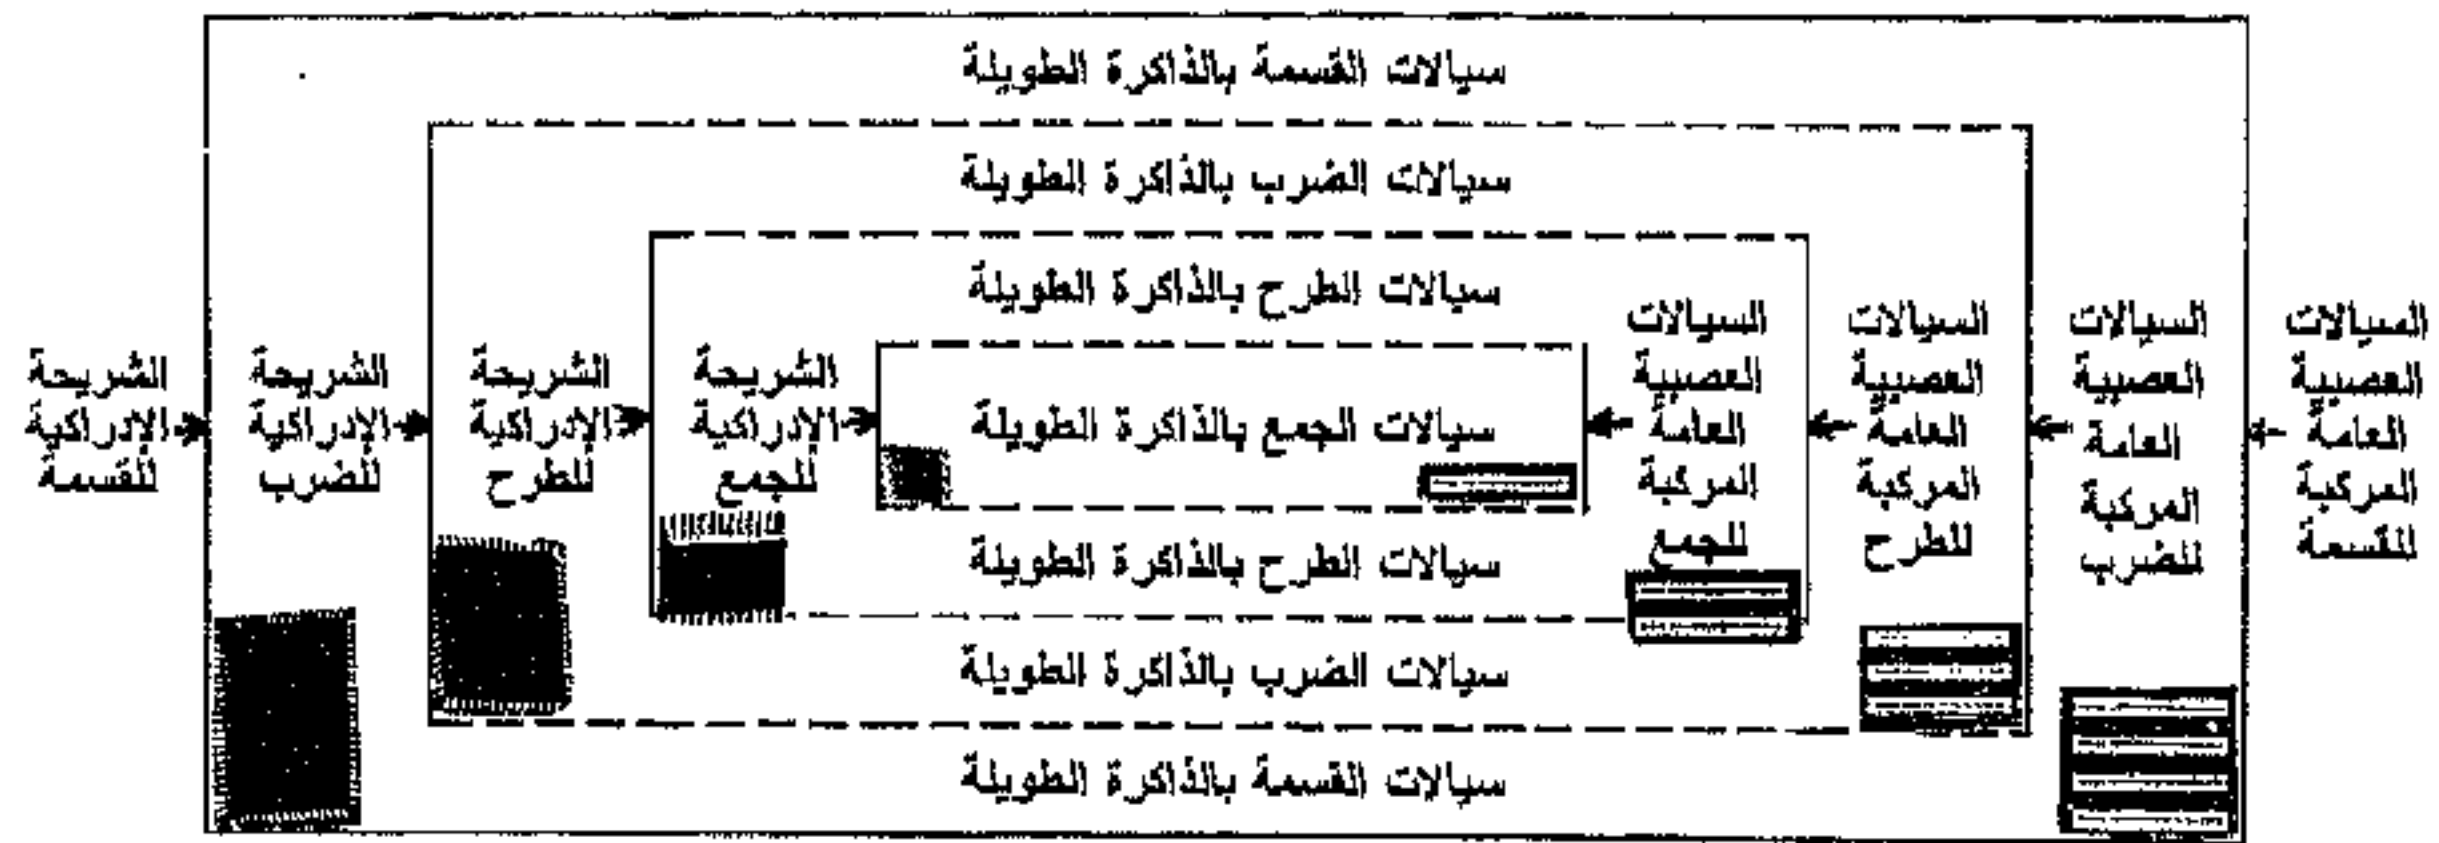 سيالات القسمة بالذاكرة الطويلة
سيالات الضرب بالذاكرة الطويلة
سيالات الطرح بالذاكرة الطويلة
سيالات الجمع بالذاكرة الطويلة
سيالات الطرح بالذاكرة الطويلة
سيالات الضرب بالذاكرة الطويلة
سيالات القسمة بالذاكرة الطويلة
السيالات
العصبية
العامة
المركبة
للقسمة
السيالات
العصبية
العامة
المركبة
للضرب
السيالات
العصبية
العامة
المركبة
للطرح
السيالات
العصبية
العامة
المركبة
للجمع
الشريحة
الإدراكية
للجمع
الشريحة
الإدراكية
للطرح
الشريحة
الإدراكية
للضرب
الشريحة
الإدراكية
للقسمة